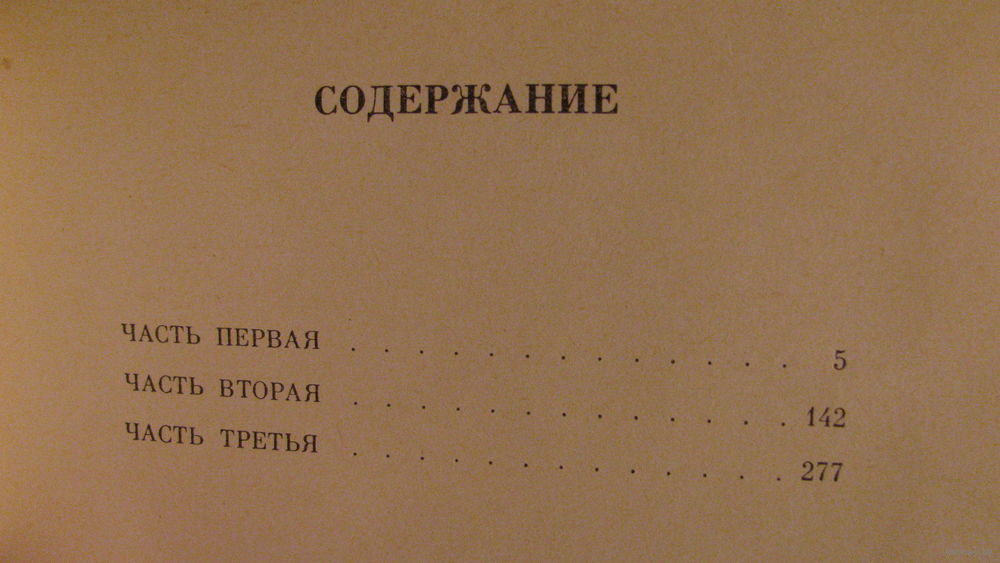 СОДЕРЖАНИЕ
ЧАСТЬ ПЕРВАЯ . . . . . . . . . . . . . 5
ЧАСТЬ ВТОРАЯ . . . . . . . . . . . . . 142
ЧАСТЬ ТРЕТЬЯ . . . . . . . . . . . . . 277